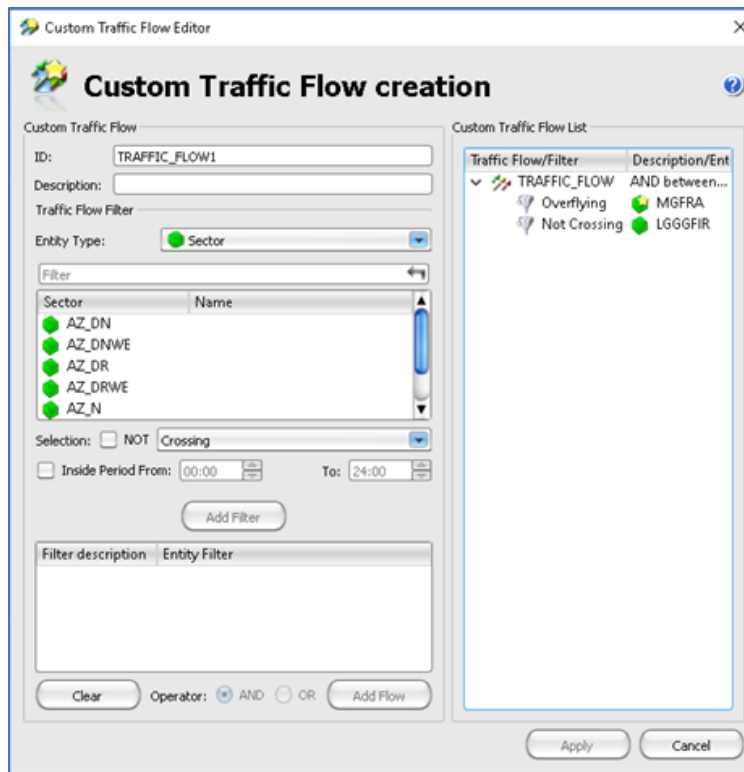 Custom Traffic Flow Editor
Custom Traffic Flow creation
Custom Traffic Flow
ID: TRAFFIC_FLOW1
Description:
Traffic Flow Filter
Entity Type: Sector
Filter
Sector Name
AZ_DN
AZ_DNWE
AZ_DR
AZ_DRWE
AZ_N
Selection: NOT Crossing
Inside Period From: 00:00 To: 24:00
Add Filter
Filter description Entity Filter
Clear Operator: AND OR Add Flow
Custom Traffic Flow List
Traffic Flow/Filter Description/Ent
TRAFFIC_FLOW AND between...
Overflying MGFRA
Not Crossing LGGGFIR
Apply Cancel